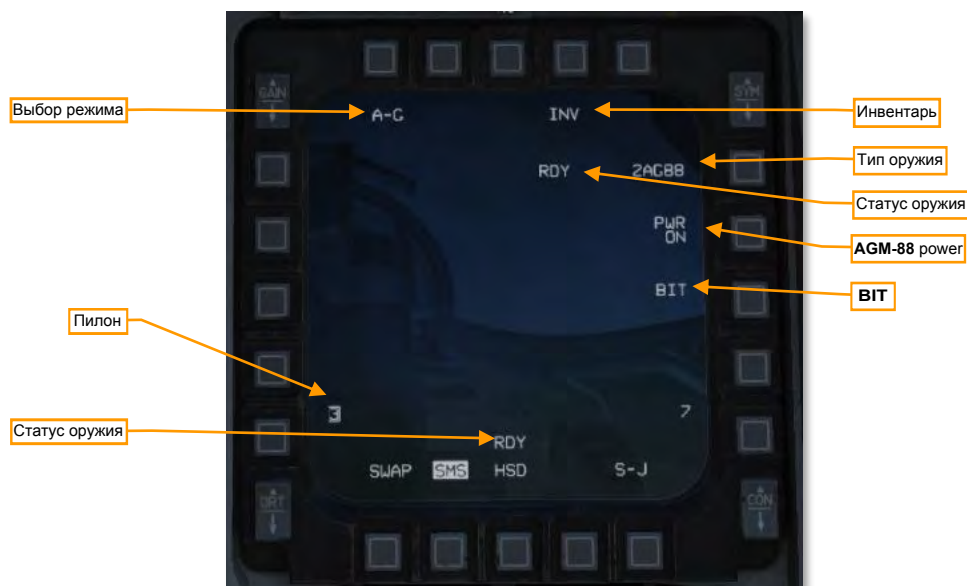 GAIN
SYM
Выбор режима
A-G
INV
Инвентарь
RDY
2AG88
Тип оружия
Статус оружия
PWR
ON
AGM-88 power
BIT
BIT
Пилон
3
7
Статус оружия
RDY
SWAP
SMS
HSD
S-J
BRT
CON